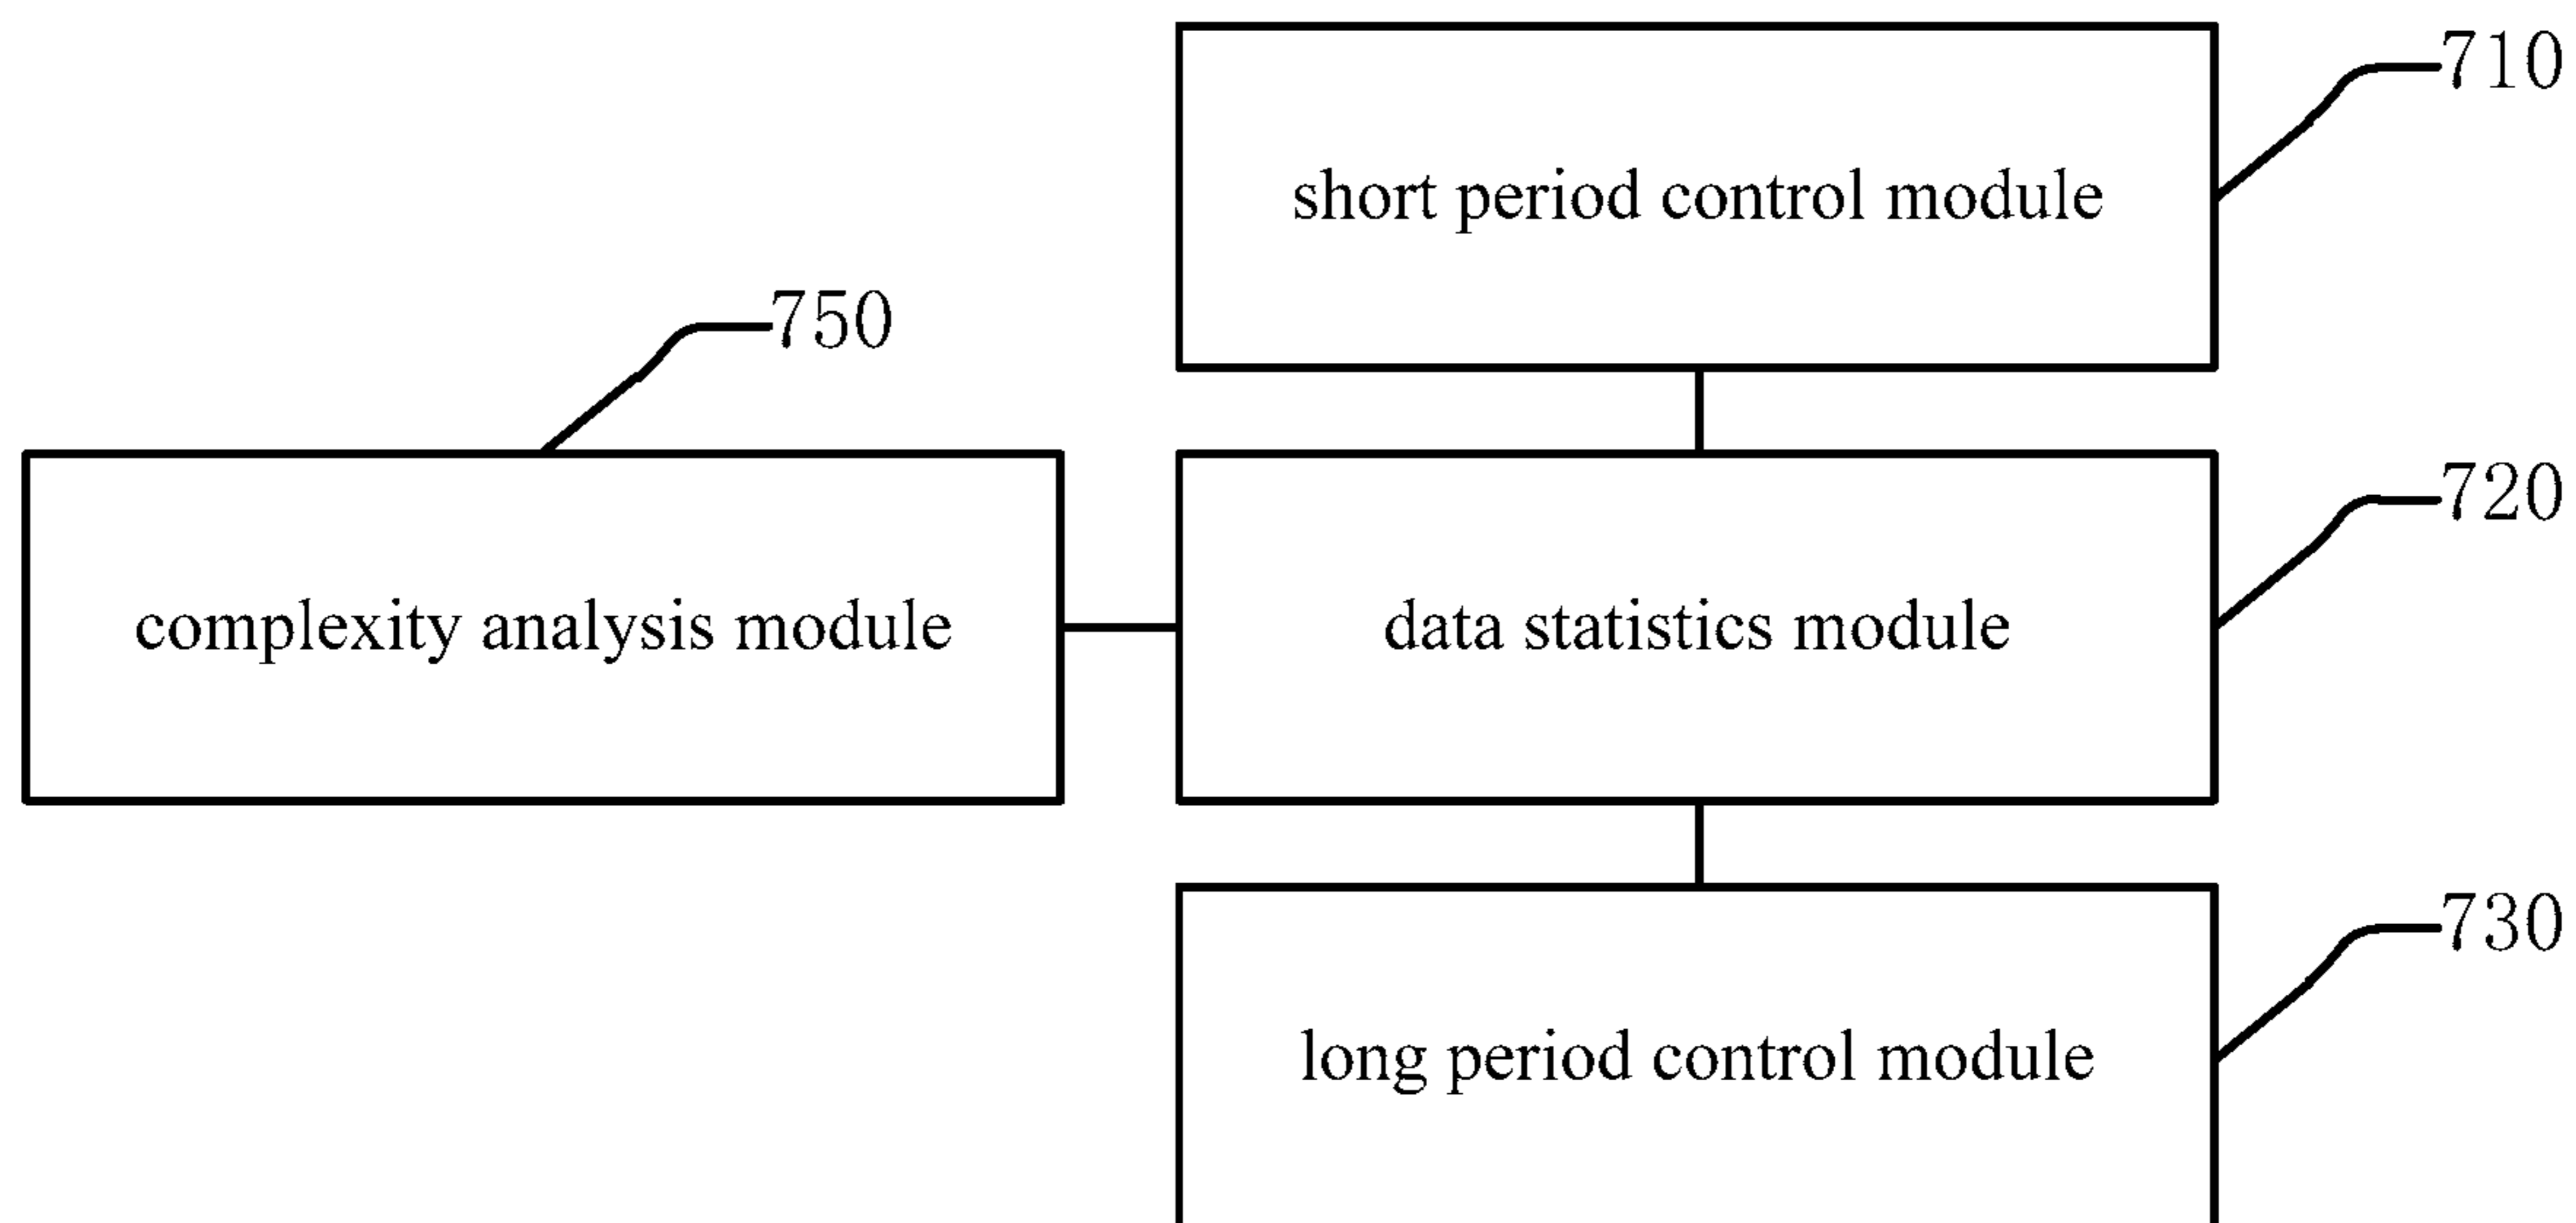 710
short period control module
750
720
complexity analysis module
data statistics module
730
long period control module